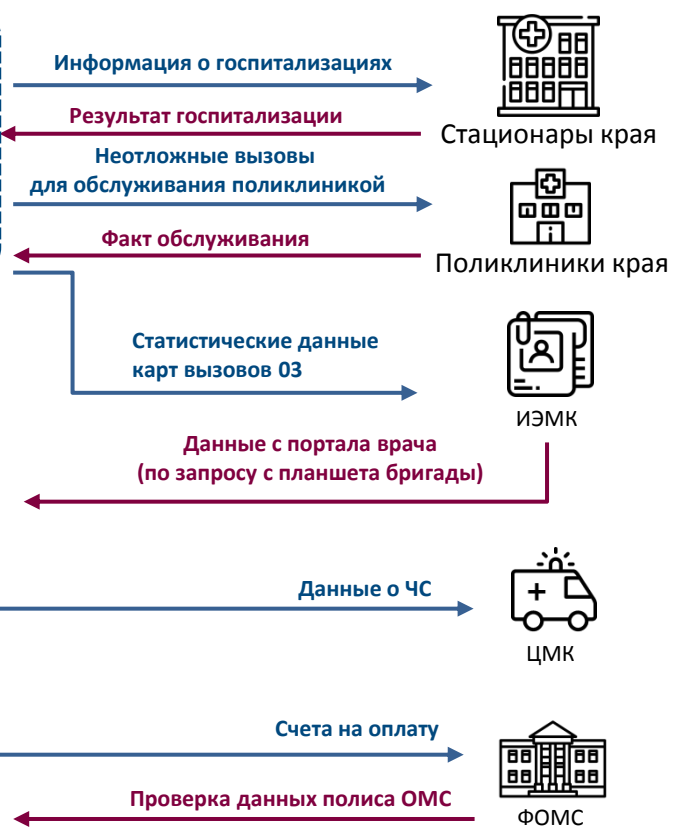 Информация о госпитализациях
Результат госпитализации
Стационары края
Неотложные вызовы
для обслуживания поликлиникой
Факт обслуживания
Поликлиники края
Статистические данные
карт вызовов 03
ИЭМК
Данные с портала врача
(по запросу с планшета бригады)
Данные о ЧС
ЦМК
Счета на оплату
Проверка данных полиса ОМС
ФОМС